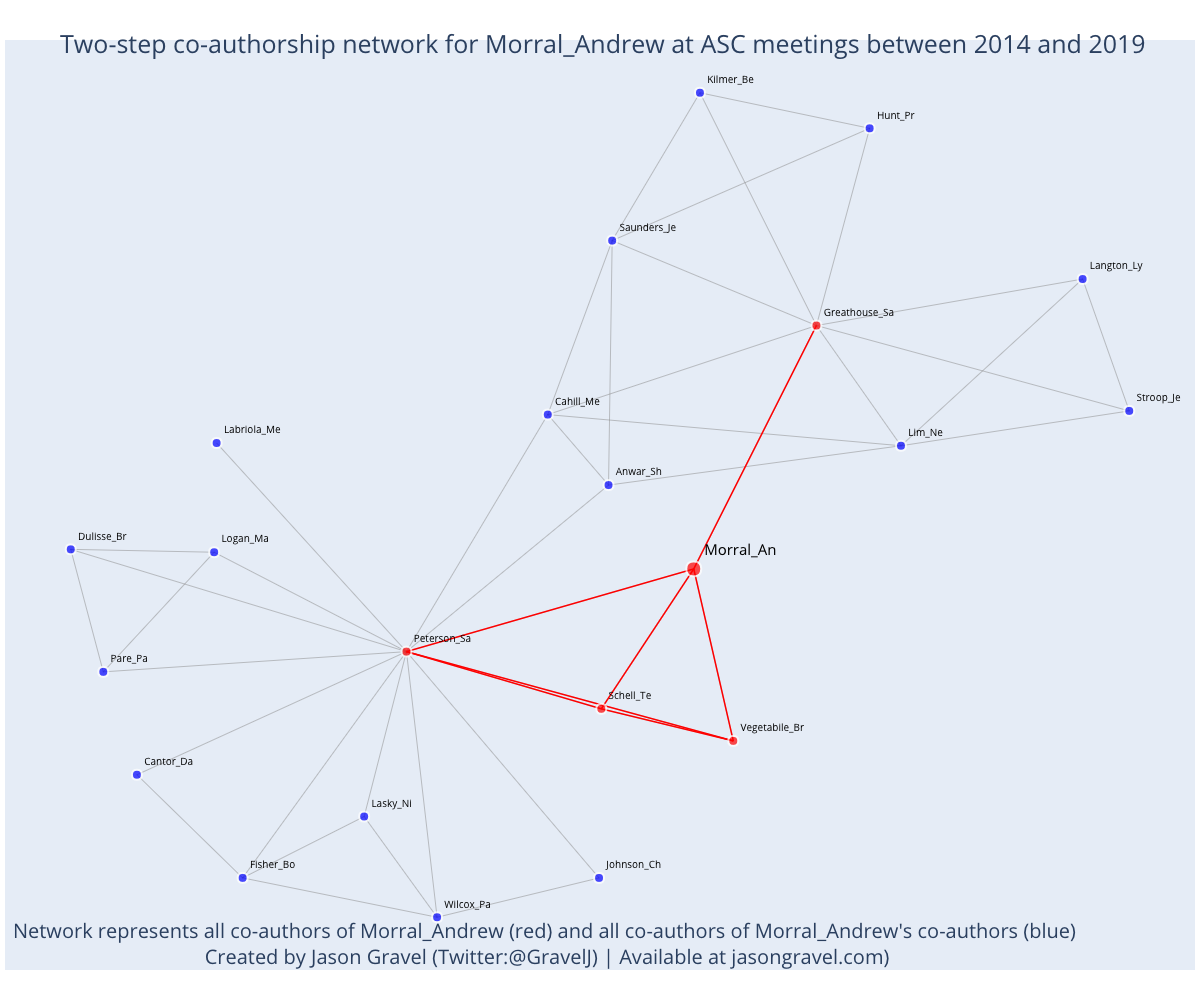 Two-step co-authorship network for Morral_Andrew at ASC meetings between 2014 and 2019
Kilmer_Be
Hunt_Pr
Saunders_Je
Langton_Ly
Greathouse_Sa
Stroop_Je
Cahill_Me
Labriola_Me
Lim_Ne
Anwar_Sh
Dulisse_Br
Logan_Ma
Morral_An
Peterson_Sa
Pare_Pa
Schell_Te
Vegetabile_Br
Cantor_Da
Lasky_Ni
Fisher_Bo
Johnson_Ch
Wilcox_Pa
Network represents all co-authors of Morral_Andrew (red) and all co-authors of Morral_Andrew's co-authors (blue)
Created by Jason Gravel (Twitter:@GravelJ) | Available at jasongravel.com)